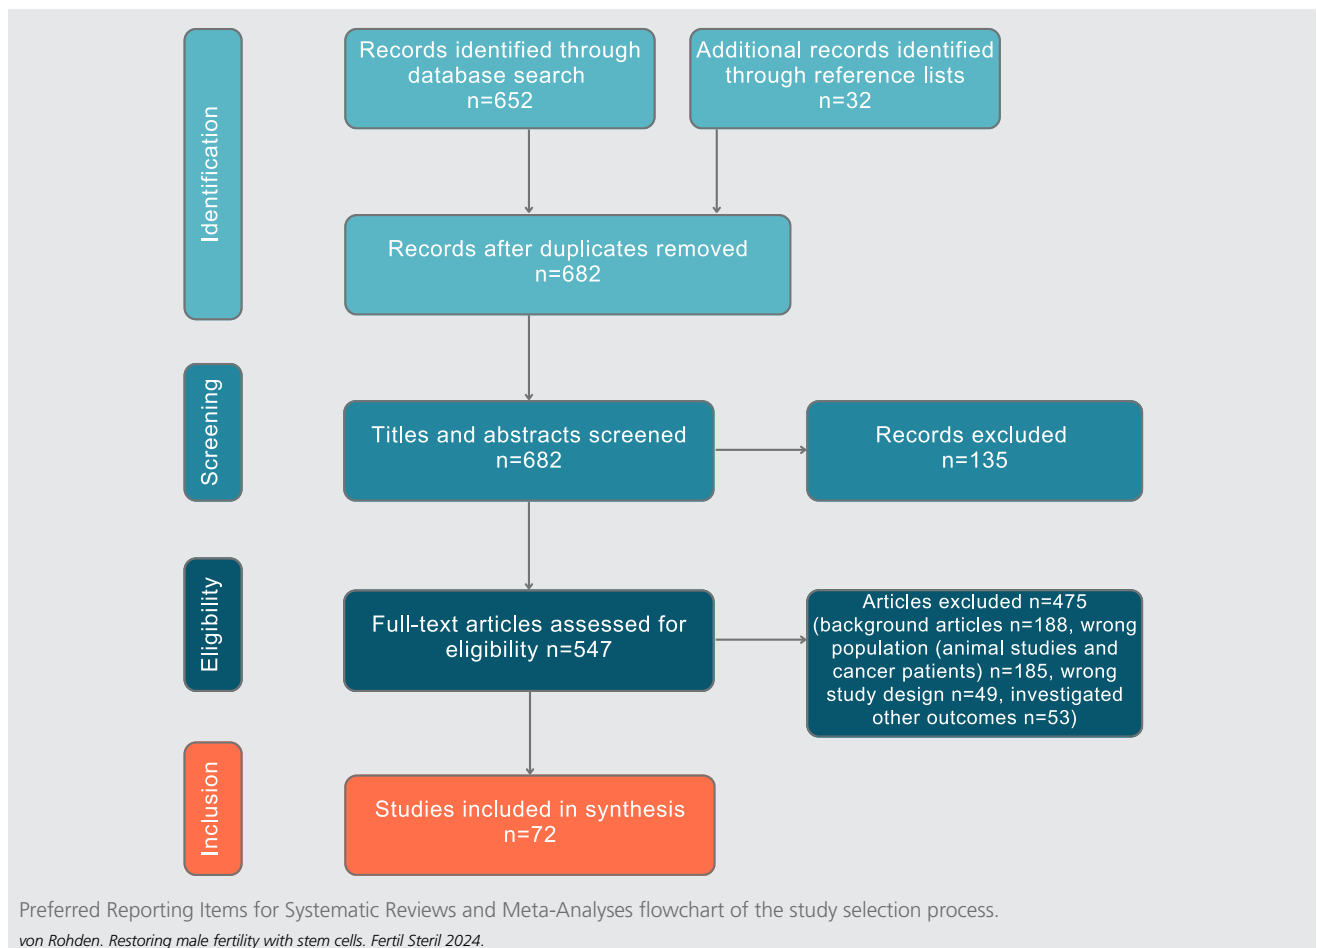 Identification
Records identified through
database search
n=652
Additional records identified
through reference lists
n=32
Records after duplicates removed
n=682
Screening
Titles and abstracts screened
n=682
Records excluded
n=135
Eligibility
Full-text articles assessed for
eligibility n=547
Articles excluded n=475
(background articles n=188, wrong
population (animal studies and
cancer patients) n=185, wrong
study design n=49, investigated
other outcomes n=53)
Inclusion
Studies included in synthesis
n=72
Preferred Reporting Items for Systematic Reviews and Meta-Analyses flowchart of the study selection process.
von Rohden. Restoring male fertility with stem cells. Fertil Steril 2024.